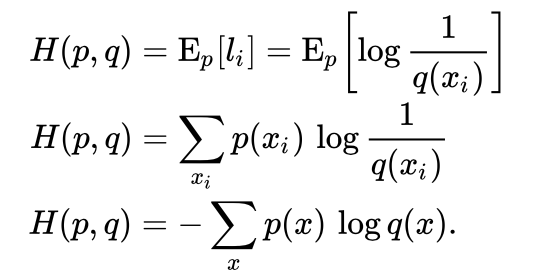 H(p, q) = E_p[l_i] = E_p [log 1/q(x_i)]
H(p, q) = ∑_{x_i} p(x_i) log 1/q(x_i)
H(p, q) = − ∑_x p(x) log q(x).